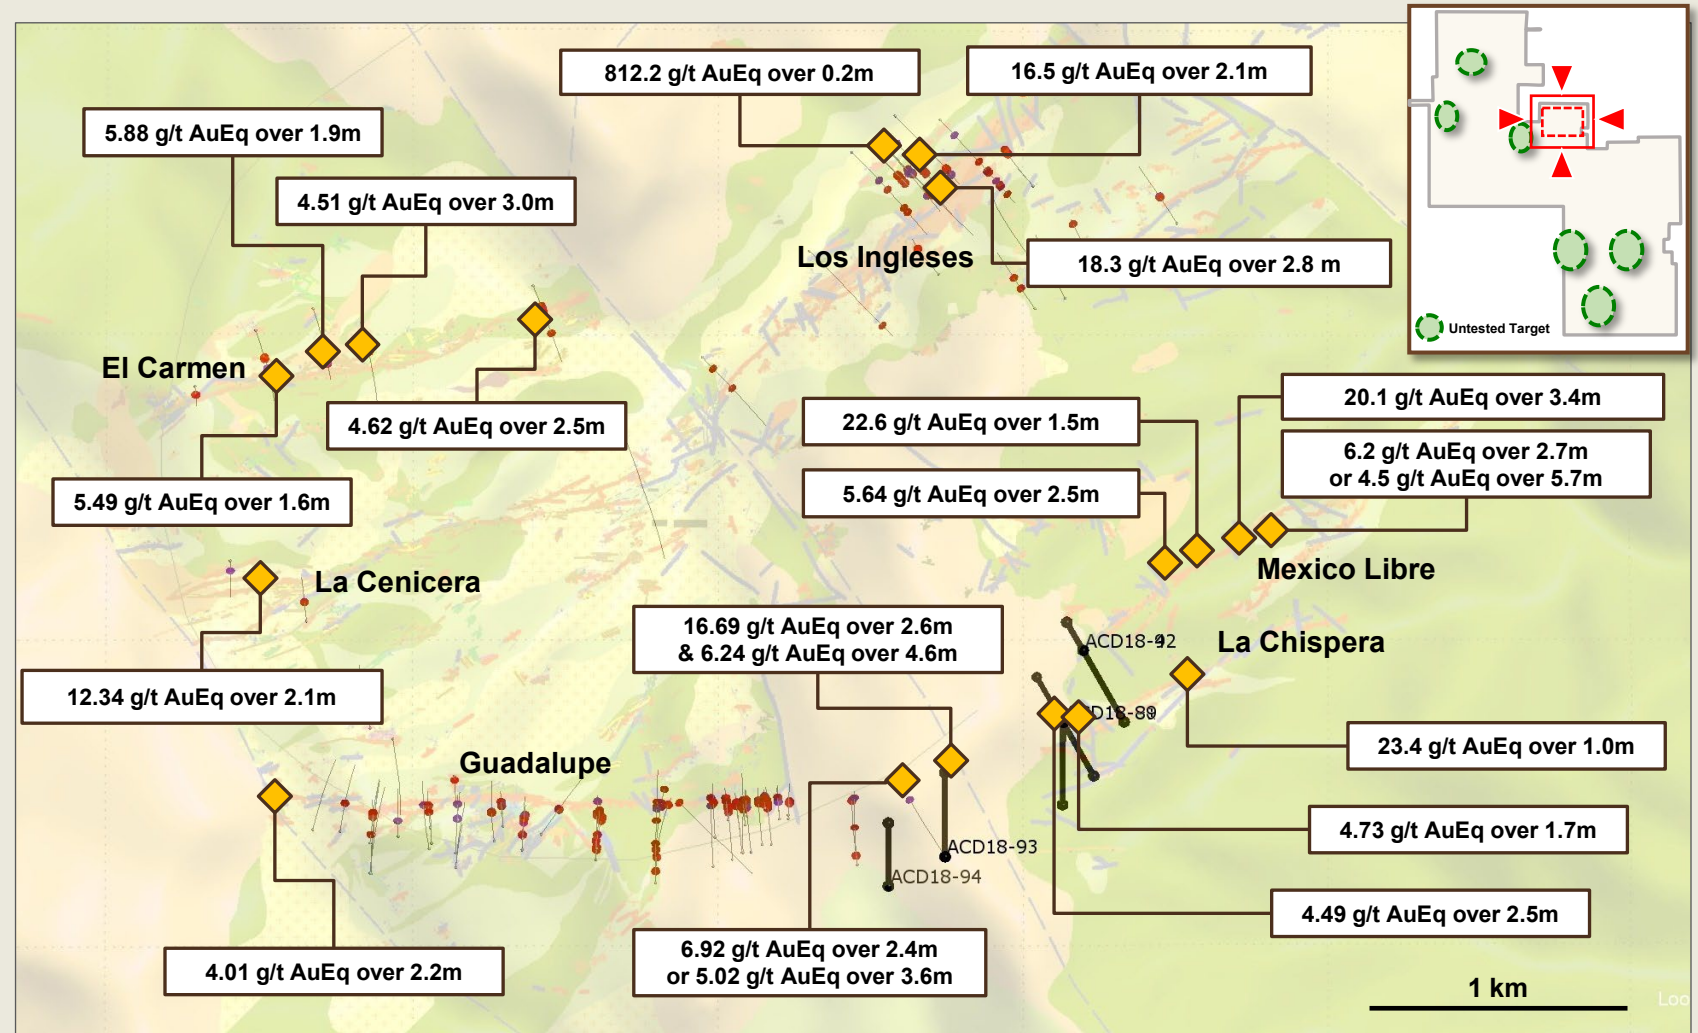 812.2 g/t AuEq over 0.2m
16.5 g/t AuEq over 2.1m
5.88 g/t AuEq over 1.9m
4.51 g/t AuEq over 3.0m
Los Ingleses
18.3 g/t AuEq over 2.8 m
Untested Target
El Carmen
4.62 g/t AuEq over 2.5m
22.6 g/t AuEq over 1.5m
20.1 g/t AuEq over 3.4m
6.2 g/t AuEq over 2.7m
or 4.5 g/t AuEq over 5.7m
5.49 g/t AuEq over 1.6m
5.64 g/t AuEq over 2.5m
La Cenicera
Mexico Libre
16.69 g/t AuEq over 2.6m
& 6.24 g/t AuEq over 4.6m
La Chispera
12.34 g/t AuEq over 2.1m
23.4 g/t AuEq over 1.0m
Guadalupe
4.73 g/t AuEq over 1.7m
ACD18-93
ACD18-94
4.49 g/t AuEq over 2.5m
4.01 g/t AuEq over 2.2m
6.92 g/t AuEq over 2.4m
or 5.02 g/t AuEq over 3.6m
1 km
Loo